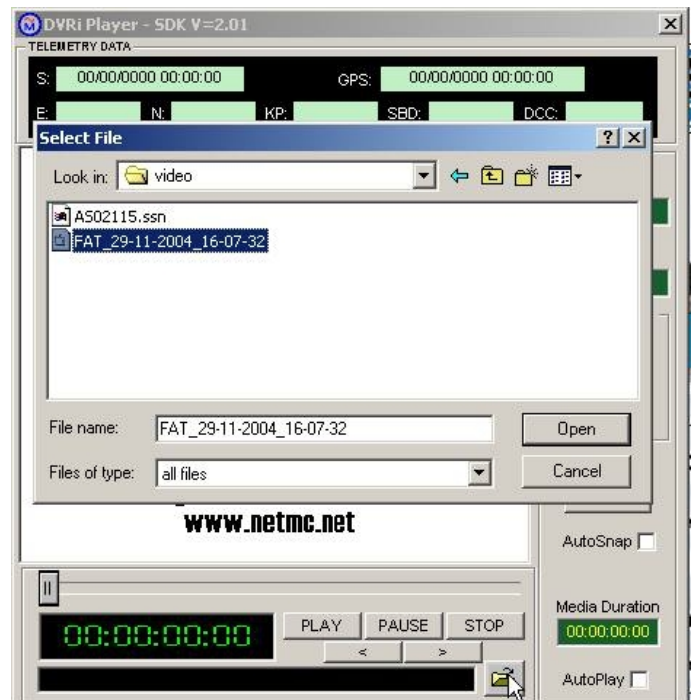 DVRi Player - SDK V=2.01
TELEMETRY DATA
S: 00/00/0000 00:00:00 GPS: 00/00/0000 00:00:00
E: N: KP: SBD: DCC:
Select File
Look in: video
AS02115.ssn
FAT_29-11-2004_16-07-32
File name: FAT_29-11-2004_16-07-32 Open
Files of type: all files Cancel
www.netmc.net
AutoSnap
Media Duration
00:00:00:00 PLAY PAUSE STOP 00:00:00:00
< >
AutoPlay